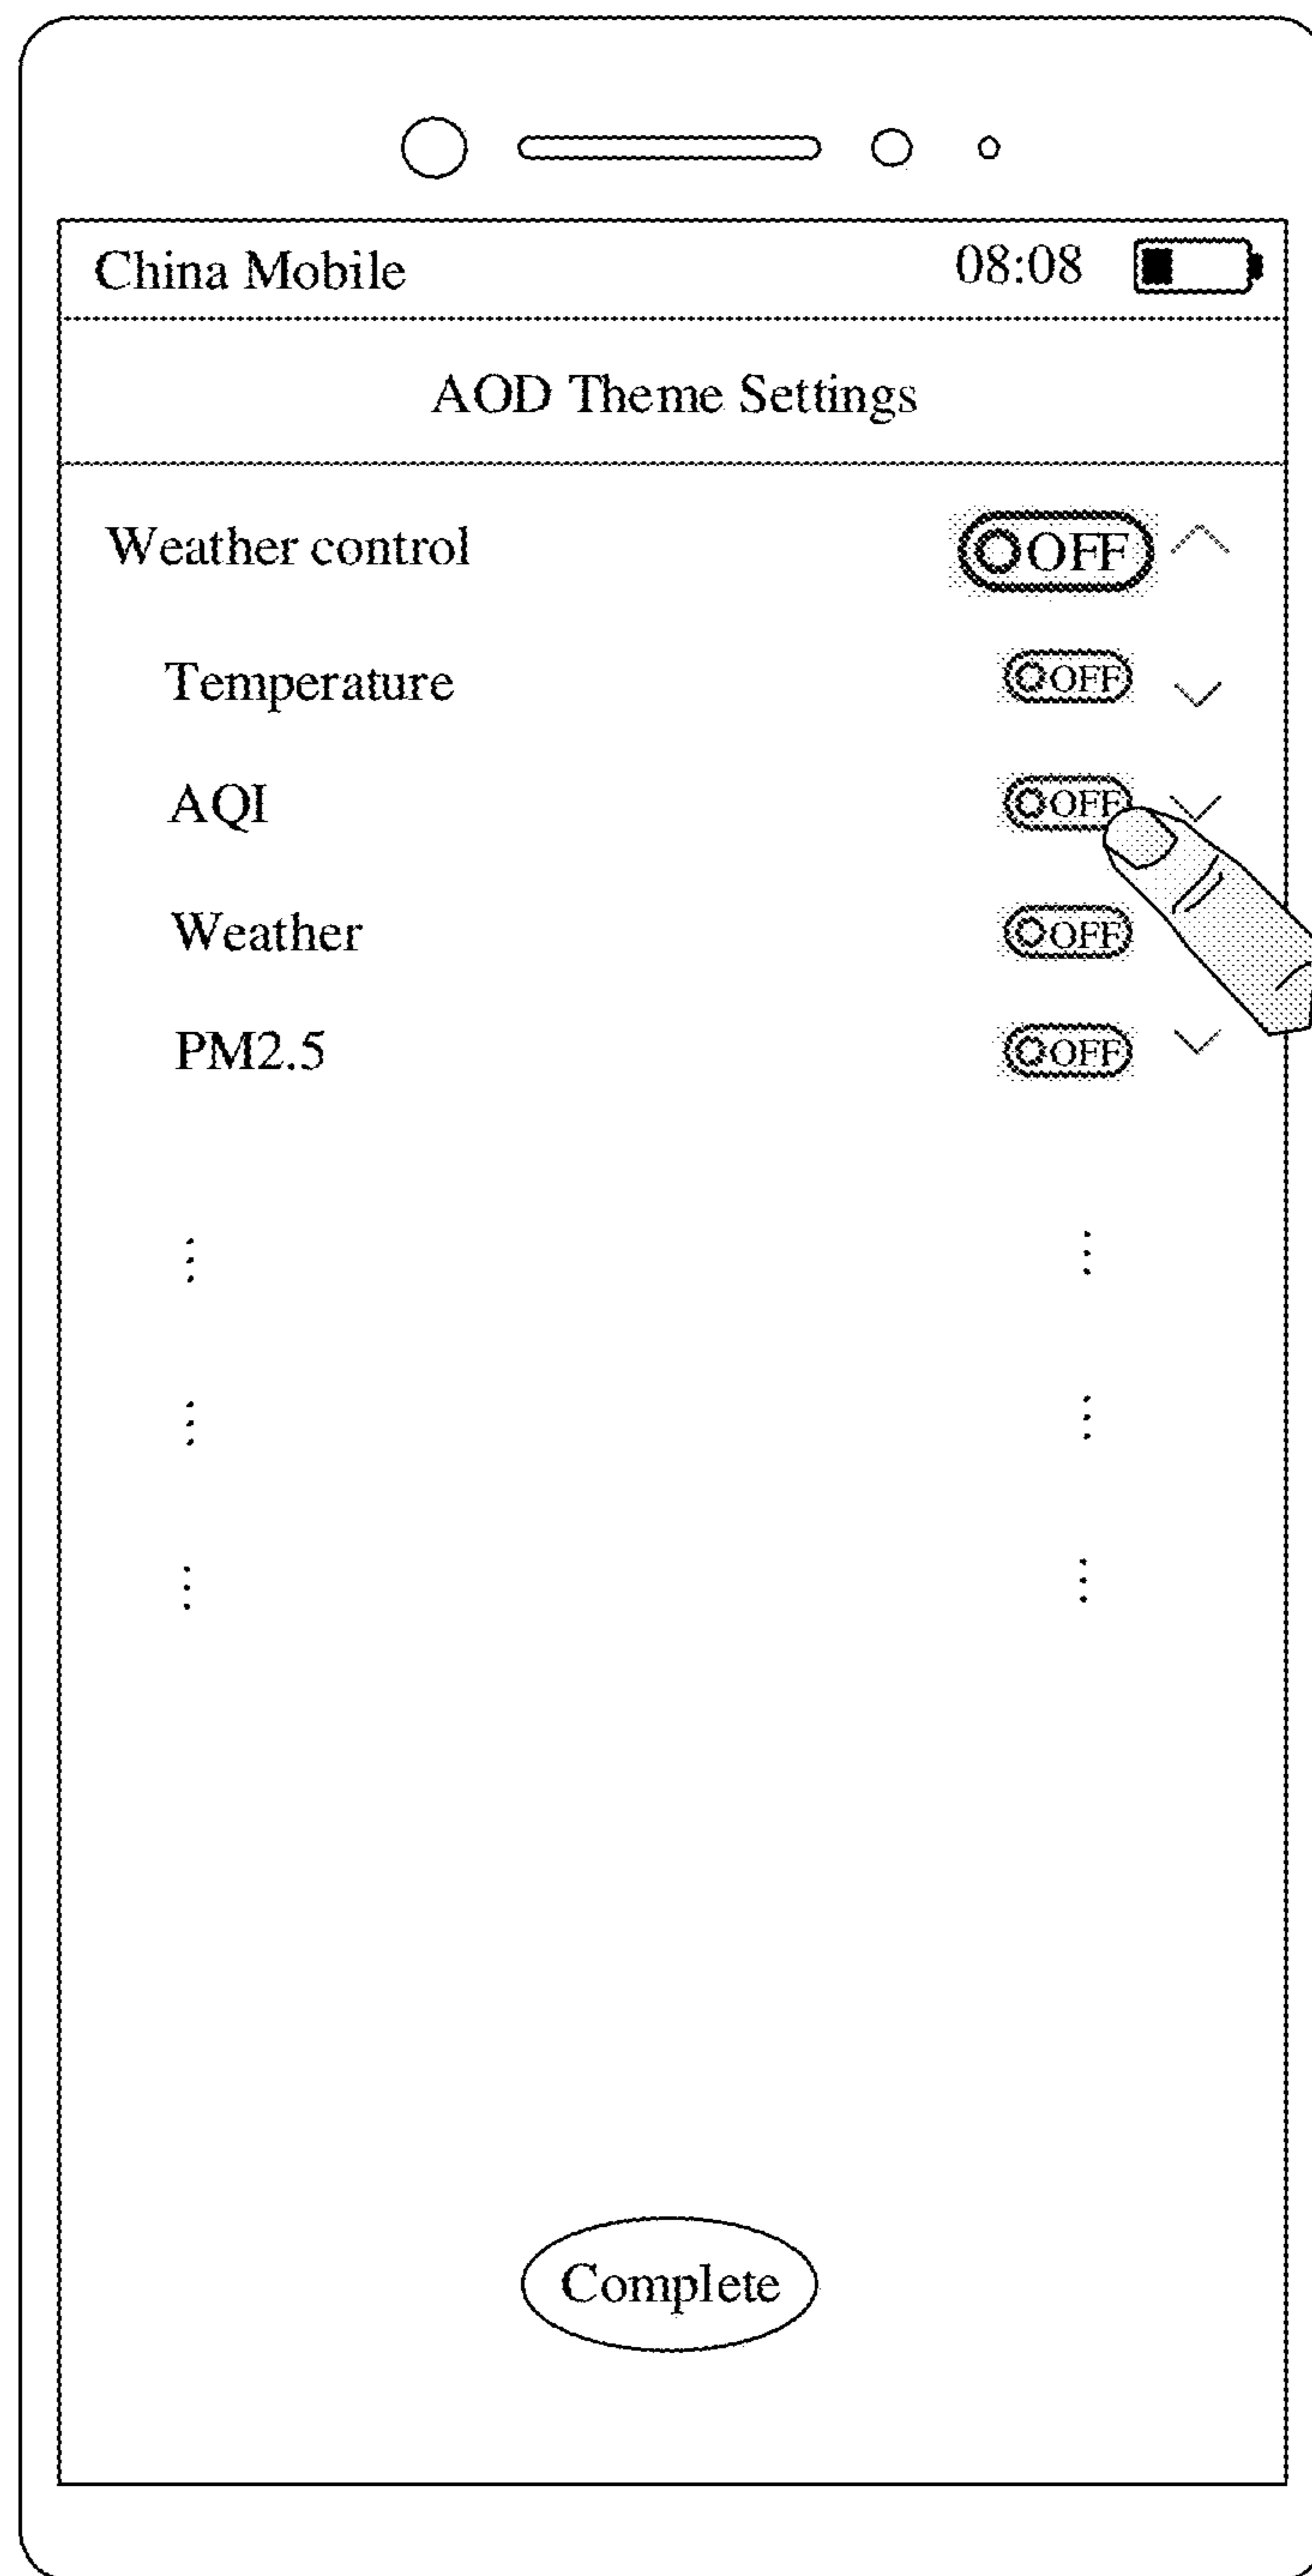 China Mobile 08:08
AOD Theme Settings
Weather control OFF
Temperature OFF
AQI OFF
Weather OFF
PM2.5 OFF
Complete